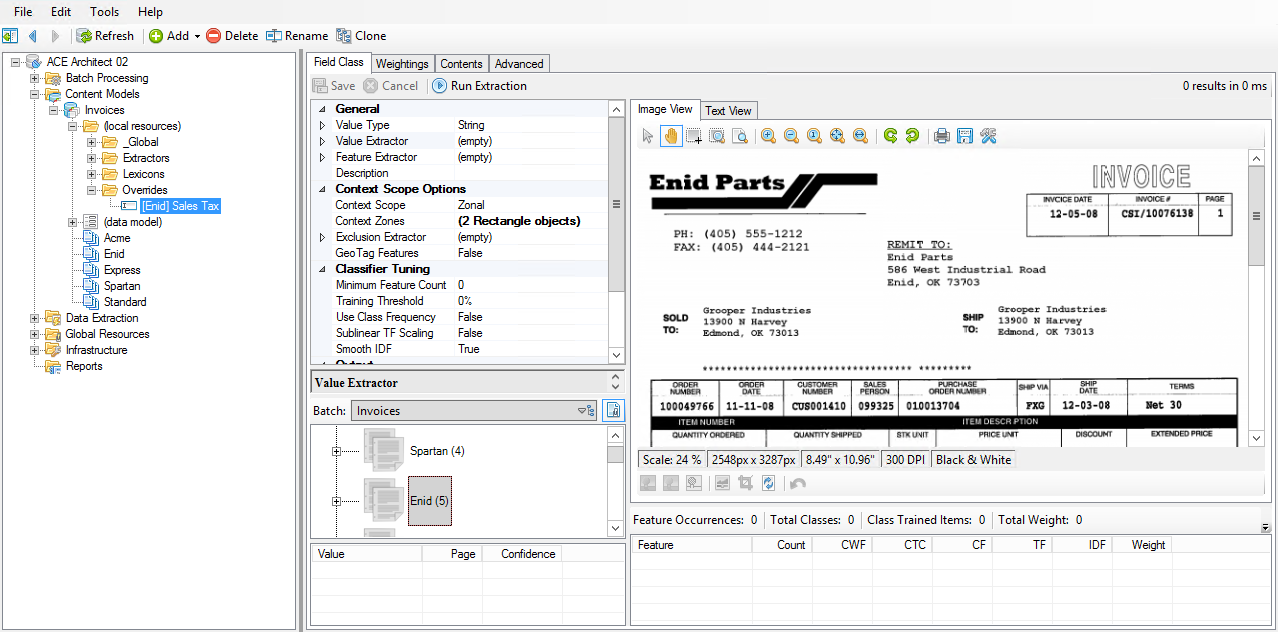 File Edit Tools Help
Refresh Add Delete Rename Clone
ACE Architect 02
Batch Processing
Content Models
Invoices
(local resources)
_Global
Extractors
Lexicons
Overrides
[Enid] Sales Tax
(data model)
Acme
Enid
Express
Spartan
Standard
Data Extraction
Global Resources
Infrastructure
Reports
Field Class Weightings Contents Advanced
Save Cancel Run Extraction 0 results in 0 ms
General
Value Type String
Value Extractor (empty)
Feature Extractor (empty)
Description
Context Scope Options
Context Scope Zonal
Context Zones (2 Rectangle objects)
Exclusion Extractor (empty)
GeoTag Features False
Classifier Tuning
Minimum Feature Count 0
Training Threshold 0%
Use Class Frequency False
Sublinear TF Scaling False
Smooth IDF True
Output
Value Extractor
Batch: Invoices
Spartan (4)
Enid (5)
Value Page Confidence
Image View Text View
Enid Parts
INVOICE
INVOICE DATE INVOICE # PAGE
12-05-08 CSI/10076138 1
PH: (405) 555-1212
FAX: (405) 444-2121
REMIT TO:
Enid Parts
586 West Industrial Road
Enid, OK 73703
SOLD TO:
Grooper Industries
13900 N Harvey
Edmond, OK 73013
SHIP TO:
Grooper Industries
13900 N Harvey
Edmond, OK 73013
*********************************** *********
ORDER NUMBER ORDER DATE CUSTOMER NUMBER SALES PERSON PURCHASE ORDER NUMBER SHIP VIA SHIP DATE TERMS
100049766 11-11-08 CUS001410 099325 010013704 FXG 12-03-08 Net 30
ITEM NUMBER ITEM DESCRIPTION
QUANTITY ORDERED QUANTITY SHIPPED STK UNIT PRICE UNIT DISCOUNT EXTENDED PRICE
Scale: 24 % 2548px x 3287px 8.49" x 10.96" 300 DPI Black & White
Feature Occurrences: 0 Total Classes: 0 Class Trained Items: 0 Total Weight: 0
Feature Count CWF CTC CF TF IDF Weight